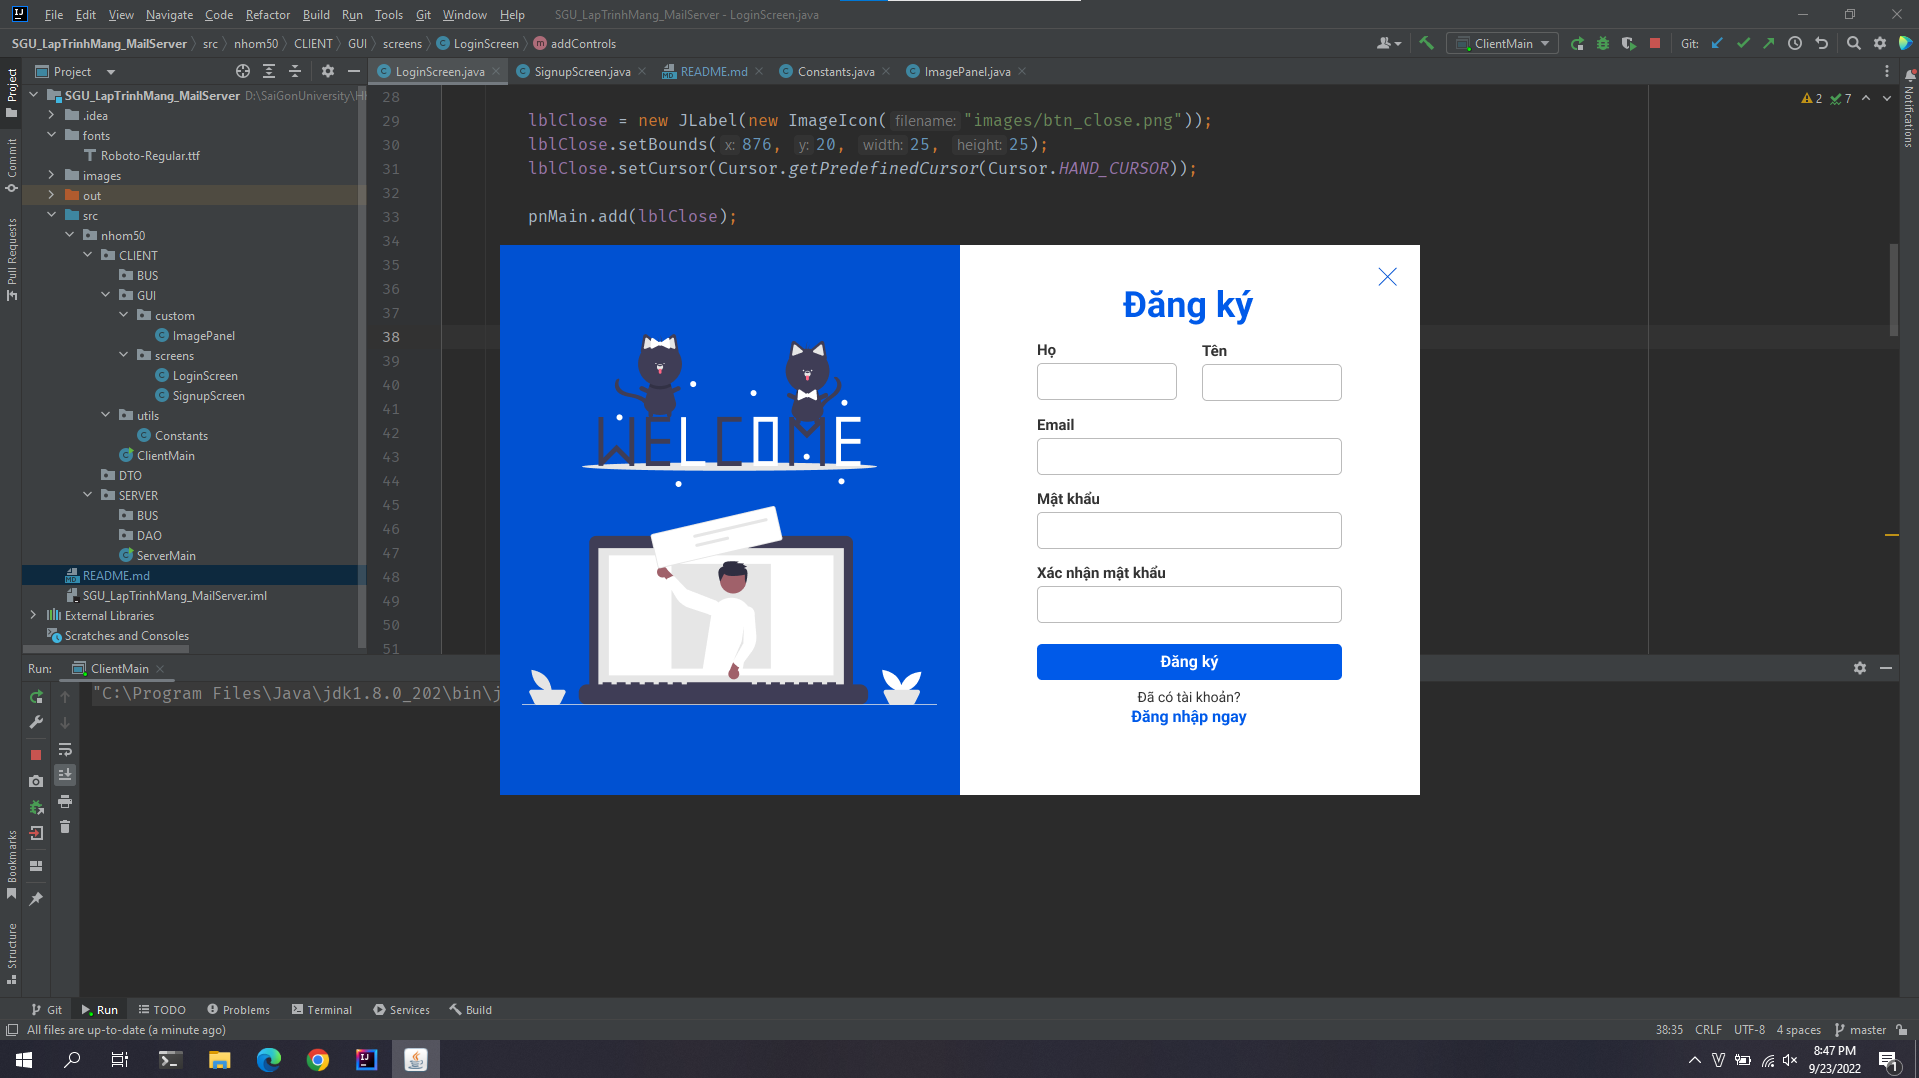 File Edit View Navigate Code Refactor Build Run Tools Git Window Help SGU_LapTrinhMang_MailServer - LoginScreen.java
SGU_LapTrinhMang_MailServer src nhom50 CLIENT GUI screens LoginScreen addControls ClientMain Git:
Project
LoginScreen.java SignupScreen.java README.md Constants.java ImagePanel.java
SGU_LapTrinhMang_MailServer D:\SaiGonUniversity\
.idea
fonts
Roboto-Regular.ttf
images
out
src
nhom50
CLIENT
BUS
GUI
custom
ImagePanel
screens
LoginScreen
SignupScreen
utils
Constants
ClientMain
DTO
SERVER
BUS
DAO
ServerMain
README.md
SGU_LapTrinhMang_MailServer.iml
External Libraries
Scratches and Consoles
Project
Commit
Pull Requests
Bookmarks
Structure
Notifications
2 7
28
29 lblClose = new JLabel(new ImageIcon( filename: "images/btn_close.png"));
30 lblClose.setBounds( x: 876, y: 20, width: 25, height: 25);
31 lblClose.setCursor(Cursor.getPredefinedCursor(Cursor.HAND_CURSOR));
32
33 pnMain.add(lblClose);
34
35
36
37
38
39
40
41
42
43
44
45
46
47
48
49
50
51
WELCOME
Đăng ký
Họ Tên
Email
Mật khẩu
Xác nhận mật khẩu
Đăng ký
Đã có tài khoản?
Đăng nhập ngay
Run: ClientMain
"C:\Program Files\Java\jdk1.8.0_202\bin\j
Git Run TODO Problems Terminal Services Build
All files are up-to-date (a minute ago) 38:35 CRLF UTF-8 4 spaces master
8:47 PM
9/23/2022
1